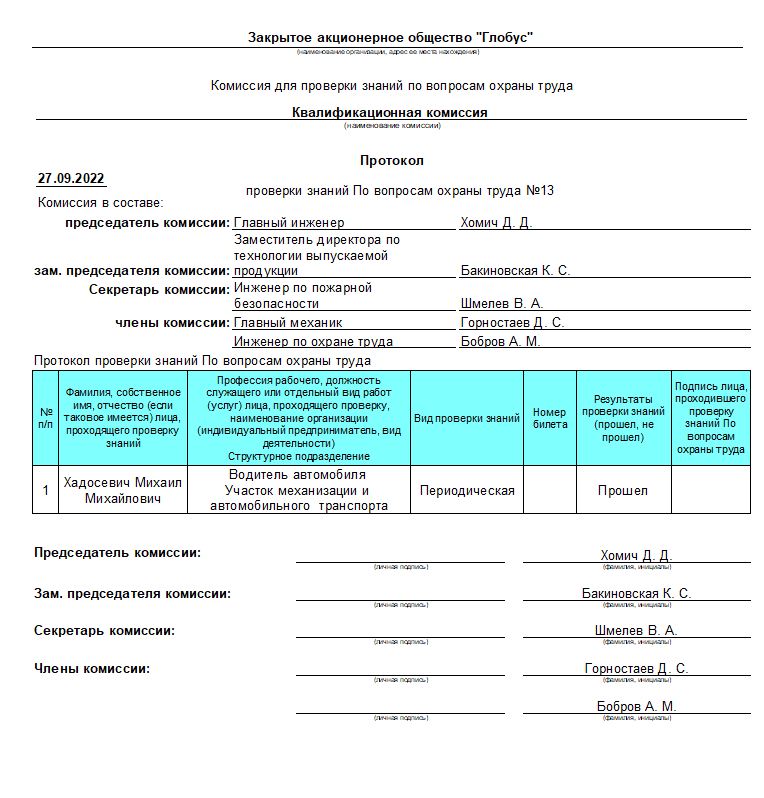 Закрытое акционерное общество "Глобус"
(наименование организации, адрес ее места нахождения)
Комиссия для проверки знаний по вопросам охраны труда
Квалификационная комиссия
(наименование комиссии)
Протокол
27.09.2022
проверки знаний По вопросам охраны труда №13
Комиссия в составе:
председатель комиссии: Главный инженер Хомич Д. Д.
Заместитель директора по
технологии выпускаемой
зам. председателя комиссии: продукции Бакиновская К. С.
Секретарь комиссии: Инженер по пожарной
безопасности Шмелев В. А.
члены комиссии: Главный механик Горностаев Д. С.
Инженер по охране труда Бобров А. М.
Протокол проверки знаний По вопросам охраны труда
№
п/п
Фамилия, собственное
имя, отчество (если
таковое имеется) лица,
проходящего проверку
знаний
Профессия рабочего, должность
служащего или отдельный вид работ
(услуг) лица, проходящего проверку,
наименование организации
(индивидуальный предприниматель, вид
деятельности)
Структурное подразделение
Вид проверки знаний
Номер
билета
Результаты
проверки знаний
(прошел, не
прошел)
Подпись лица,
проходившего
проверку
знаний По
вопросам
охраны труда
1
Хадосевич Михаил
Михайлович
Водитель автомобиля
Участок механизации и
автомобильного транспорта
Периодическая
Прошел
Председатель комиссии: Хомич Д. Д.
(личная подпись) (фамилия, инициалы)
Зам. председателя комиссии: Бакиновская К. С.
(личная подпись) (фамилия, инициалы)
Секретарь комиссии: Шмелев В. А.
(личная подпись) (фамилия, инициалы)
Члены комиссии: Горностаев Д. С.
(личная подпись) (фамилия, инициалы)
Бобров А. М.
(личная подпись) (фамилия, инициалы)